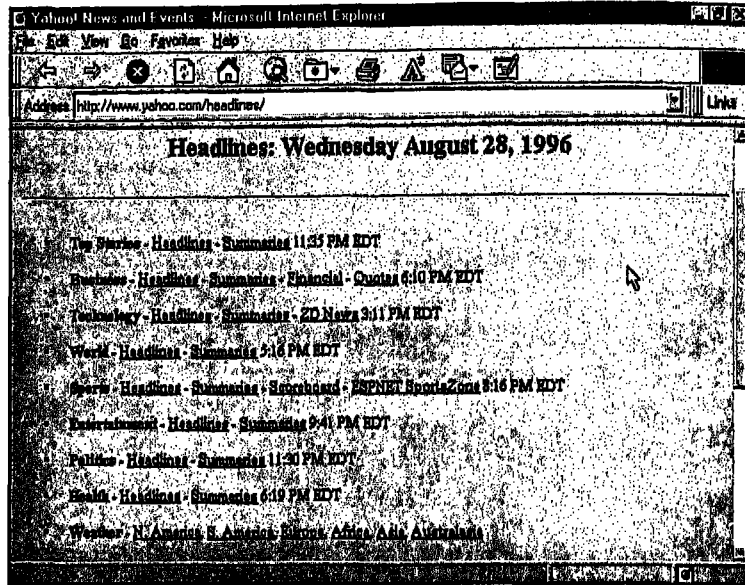 Yahoo! News and Events - Microsoft Internet Explorer
File Edit View Go Favorites Help
Address http://www.yahoo.com/headlines/ Links
Headlines: Wednesday August 28, 1996
Top Stories - Headlines - Summaries 11:35 PM EDT
Business - Headlines - Summaries - Financial - Quotes 6:10 PM EDT
Technology - Headlines - Summaries - ZD News 3:11 PM EDT
World - Headlines - Summaries 5:16 PM EDT
Sports - Headlines - Summaries - Scoreboard - ESPNET SportsZone 8:16 PM EDT
Entertainment - Headlines - Summaries 9:41 PM EDT
Politics - Headlines - Summaries 11:30 PM EDT
Health - Headlines - Summaries 6:19 PM EDT
Weather - N. America, S. America, Europe, Africa, Asia, Australasia